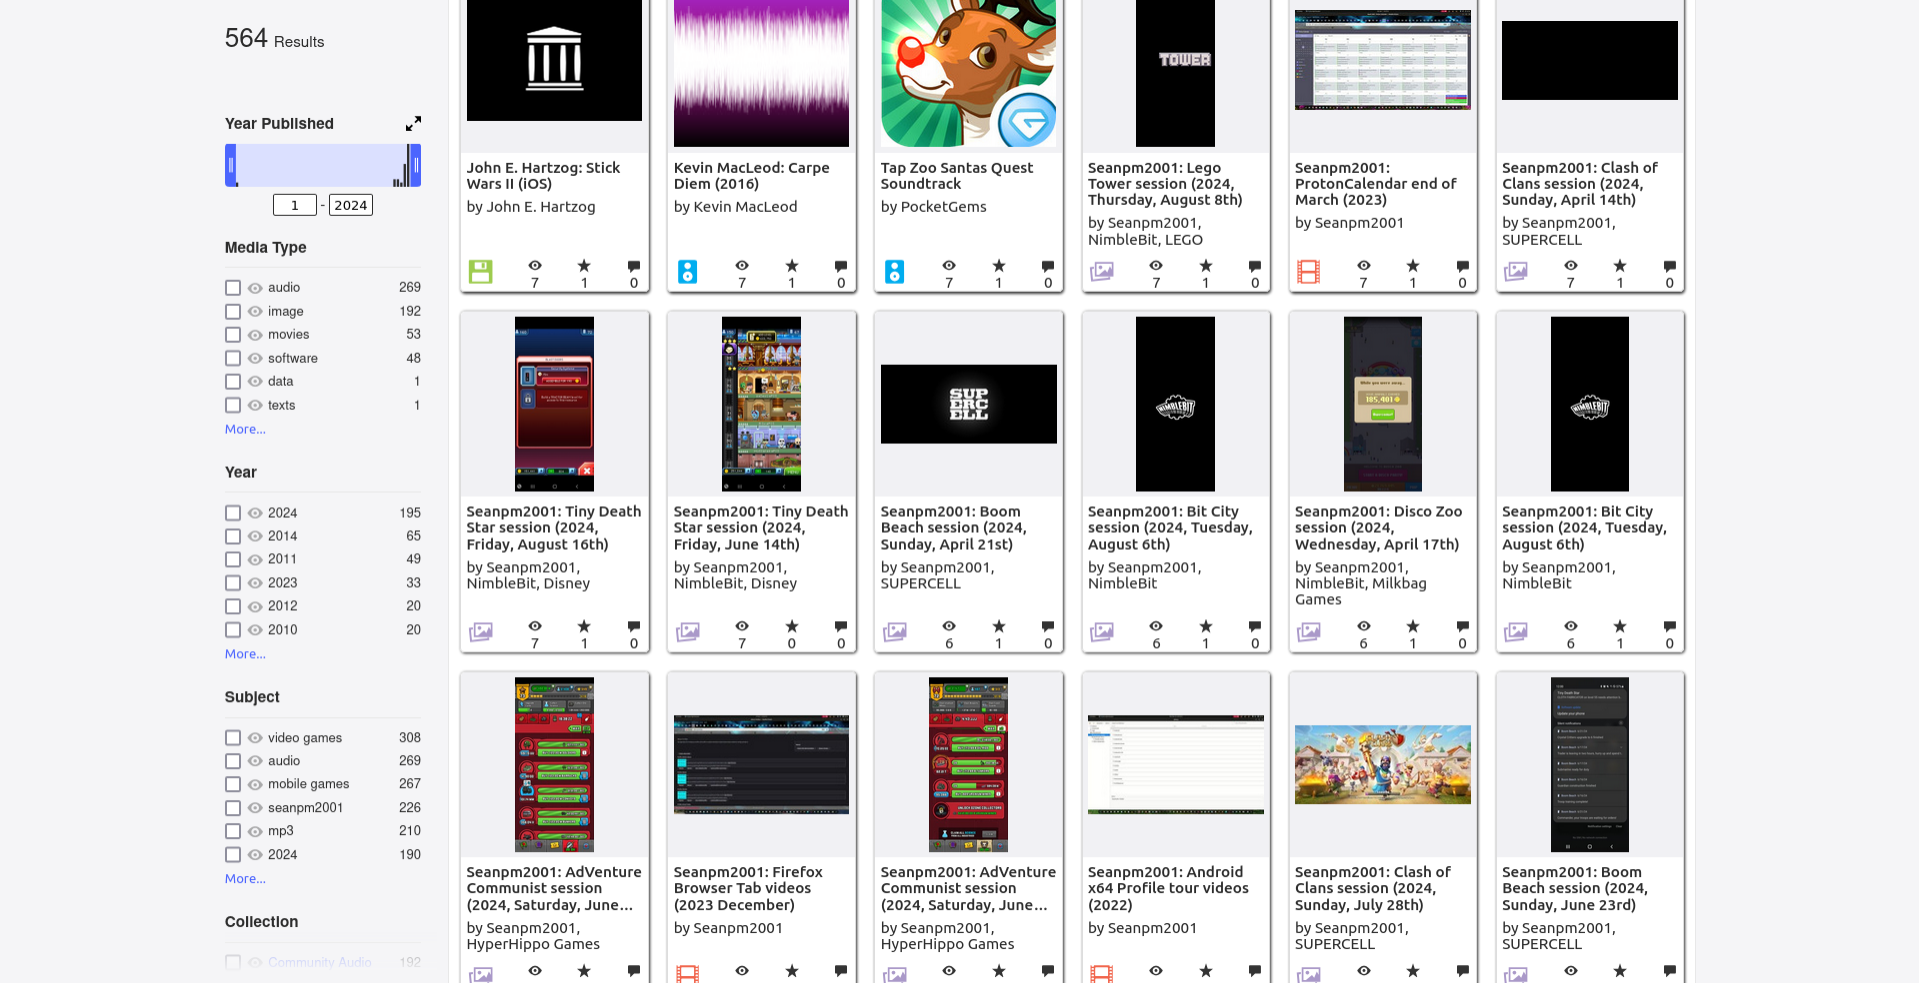 564 Results
Year Published
1 - 2024
Media Type
audio 269
image 192
movies 53
software 48
data 1
texts 1
More...
Year
2024 195
2014 65
2011 49
2023 33
2012 20
2010 20
More...
Subject
video games 308
audio 269
mobile games 267
seanpm2001 226
mp3 210
2024 190
More...
Collection
Community Audio 192
John E. Hartzog: Stick
Wars II (iOS)
by John E. Hartzog
7 1 0
Kevin MacLeod: Carpe
Diem (2016)
by Kevin MacLeod
7 1 0
Tap Zoo Santas Quest
Soundtrack
by PocketGems
7 1 0
TOWER
Seanpm2001: Lego
Tower session (2024,
Thursday, August 8th)
by Seanpm2001,
NimbleBit, LEGO
7 1 0
Seanpm2001:
ProtonCalendar end of
March (2023)
by Seanpm2001
7 1 0
Seanpm2001: Clash of
Clans session (2024,
Sunday, April 14th)
by Seanpm2001,
SUPERCELL
7 1 0
Seanpm2001: Tiny Death
Star session (2024,
Friday, August 16th)
by Seanpm2001,
NimbleBit, Disney
7 1 0
Seanpm2001: Tiny Death
Star session (2024,
Friday, June 14th)
by Seanpm2001,
NimbleBit, Disney
7 0 0
SUP
ERC
ELL
Seanpm2001: Boom
Beach session (2024,
Sunday, April 21st)
by Seanpm2001,
SUPERCELL
6 1 0
NIMBLEBIT
Seanpm2001: Bit City
session (2024, Tuesday,
August 6th)
by Seanpm2001,
NimbleBit
6 1 0
While you were away...
185,401
Seanpm2001: Disco Zoo
session (2024,
Wednesday, April 17th)
by Seanpm2001,
NimbleBit, Milkbag
Games
6 1 0
NIMBLEBIT
Seanpm2001: Bit City
session (2024, Tuesday,
August 6th)
by Seanpm2001,
NimbleBit
6 1 0
Seanpm2001: AdVenture
Communist session
(2024, Saturday, June...
by Seanpm2001,
HyperHippo Games
Seanpm2001: Firefox
Browser Tab videos
(2023 December)
by Seanpm2001
Seanpm2001: AdVenture
Communist session
(2024, Saturday, June...
by Seanpm2001,
HyperHippo Games
Seanpm2001: Android
x64 Profile tour videos
(2022)
by Seanpm2001
Seanpm2001: Clash of
Clans session (2024,
Sunday, July 28th)
by Seanpm2001,
SUPERCELL
Seanpm2001: Boom
Beach session (2024,
Sunday, June 23rd)
by Seanpm2001,
SUPERCELL